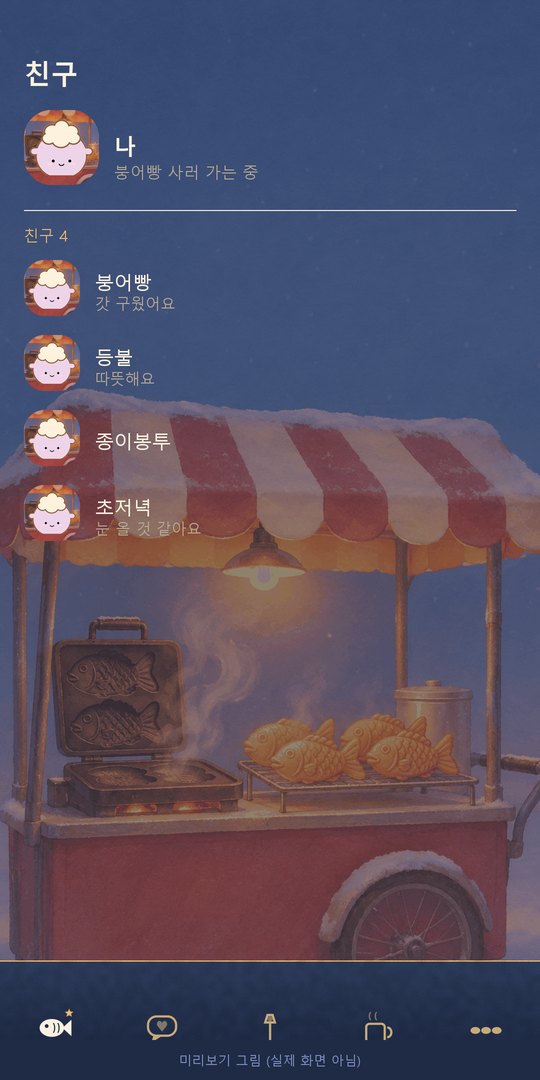 친구
나
붕어빵 사러 가는 중
친구 4
붕어빵
갓 구웠어요
등불
따뜻해요
종이봉투
초저녁
눈 올 것 같아요
미리보기 그림 (실제 화면 아님)